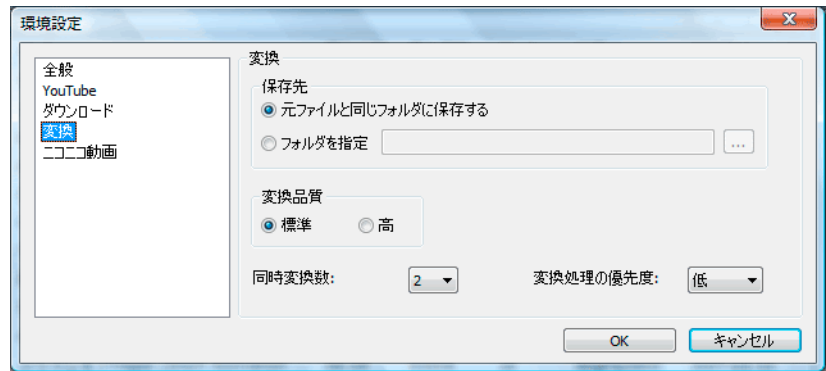 環境設定
全般
YouTube
ダウンロード
変換
ニコニコ動画
変換
保存先
元ファイルと同じフォルダに保存する
フォルダを指定
...
変換品質
標準 高
同時変換数: 2 変換処理の優先度: 低
OK キャンセル